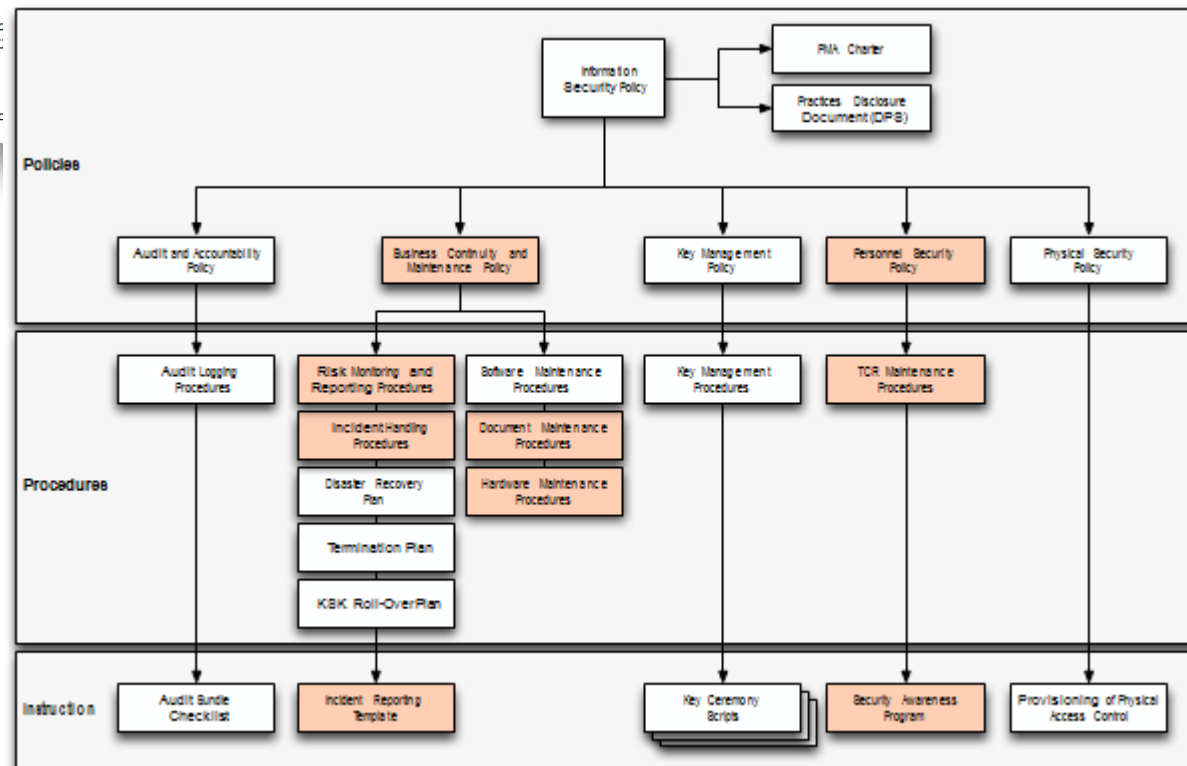 Information
Security Policy
PMA Charter
Practices Disclosure
Document (DPS)
Policies
Audit and Accountability
Policy
Business Continuity and
Maintenance Policy
Key Management
Policy
Personnel Security
Policy
Physical Security
Policy
Procedures
Audit Logging
Procedures
Risk Monitoring and
Reporting Procedures
Incident Handling
Procedures
Disaster Recovery
Plan
Termination Plan
KSK Roll-Over Plan
Software Maintenance
Procedures
Document Maintenance
Procedures
Hardware Maintenance
Procedures
Key Management
Procedures
TCR Maintenance
Procedures
Instruction
Audit Bundle
Checklist
Incident Reporting
Template
Key Ceremony
Scripts
Security Awareness
Program
Provisioning of Physical
Access Control